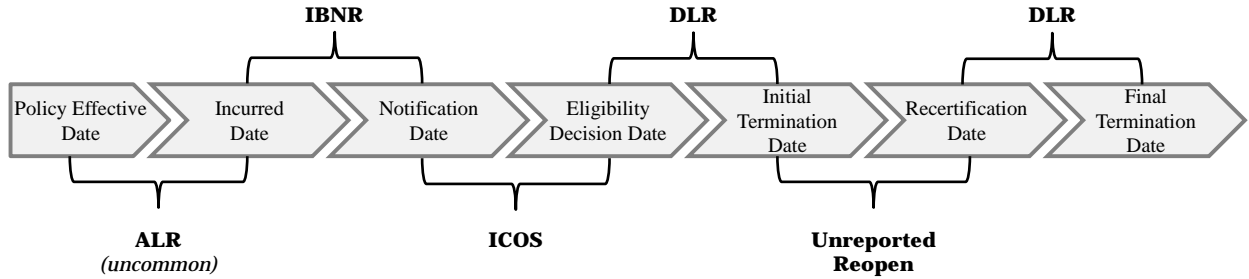 IBNR
DLR
DLR
Policy Effective
Date
Incurred
Date
Notification
Date
Eligibility
Decision Date
Initial
Termination
Date
Recertification
Date
Final
Termination
Date
ALR
(uncommon)
ICOS
Unreported
Reopen